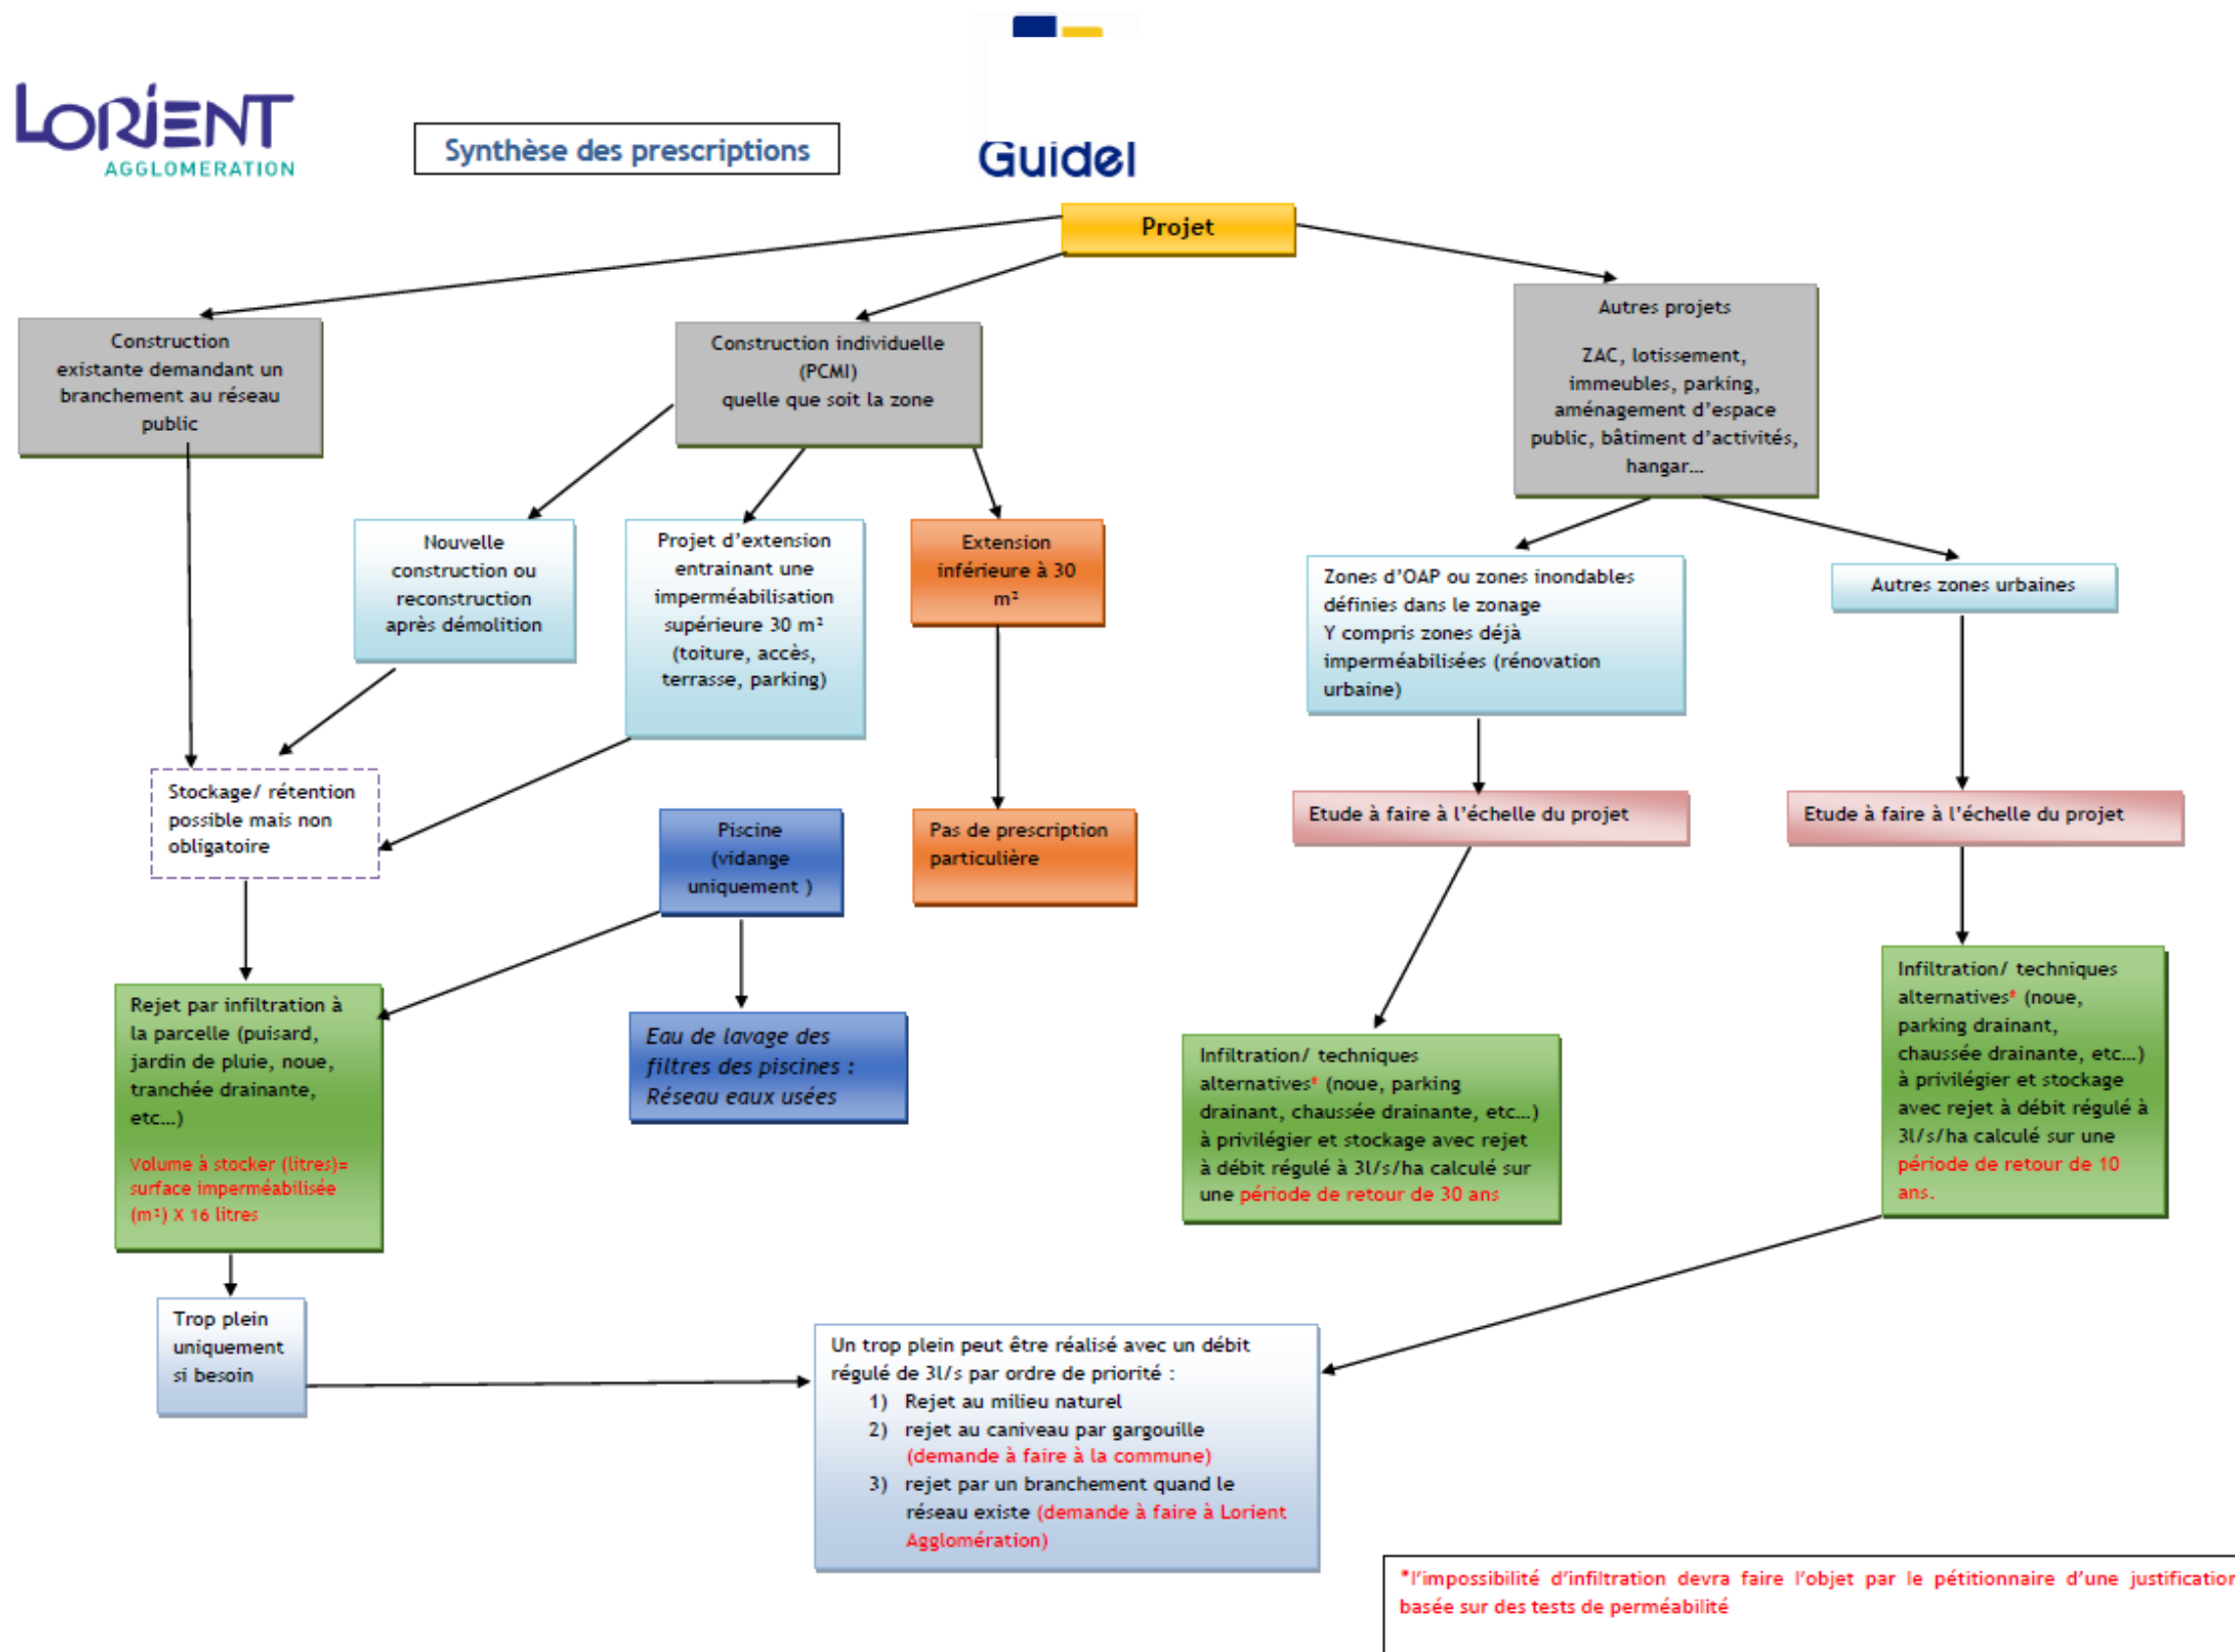 LORIENT
AGGLOMERATION
Synthèse des prescriptions
Guidel
Projet
Construction
existante demandant un
branchement au réseau
public
Construction individuelle
(PCMI)
quelle que soit la zone
Autres projets
ZAC, lotissement,
immeubles, parking,
aménagement d'espace
public, bâtiment d'activités,
hangar…
Nouvelle
construction ou
reconstruction
après démolition
Projet d'extension
entrainant une
imperméabilisation
supérieure 30 m²
(toiture, accès,
terrasse, parking)
Extension
inférieure à 30
m²
Zones d'OAP ou zones inondables
définies dans le zonage
Y compris zones déjà
imperméabilisées (rénovation
urbaine)
Autres zones urbaines
Stockage/ rétention
possible mais non
obligatoire
Piscine
(vidange
uniquement )
Pas de prescription
particulière
Etude à faire à l'échelle du projet
Etude à faire à l'échelle du projet
Rejet par infiltration à
la parcelle (puisard,
jardin de pluie, noue,
tranchée drainante,
etc…)
Volume à stocker (litres)=
surface imperméabilisée
(m²) X 16 litres
Eau de lavage des
filtres des piscines :
Réseau eaux usées
Infiltration/ techniques
alternatives* (noue, parking
drainant, chaussée drainante, etc…)
à privilégier et stockage avec rejet
à débit régulé à 3l/s/ha calculé sur
une période de retour de 30 ans
Infiltration/ techniques
alternatives* (noue,
parking drainant,
chaussée drainante, etc…)
à privilégier et stockage
avec rejet à débit régulé à
3l/s/ha calculé sur une
période de retour de 10
ans.
Trop plein
uniquement
si besoin
Un trop plein peut être réalisé avec un débit
régulé de 3l/s par ordre de priorité :
1) Rejet au milieu naturel
2) rejet au caniveau par gargouille
(demande à faire à la commune)
3) rejet par un branchement quand le
réseau existe (demande à faire à Lorient
Agglomération)
*l'impossibilité d'infiltration devra faire l'objet par le pétitionnaire d'une justification
basée sur des tests de perméabilité